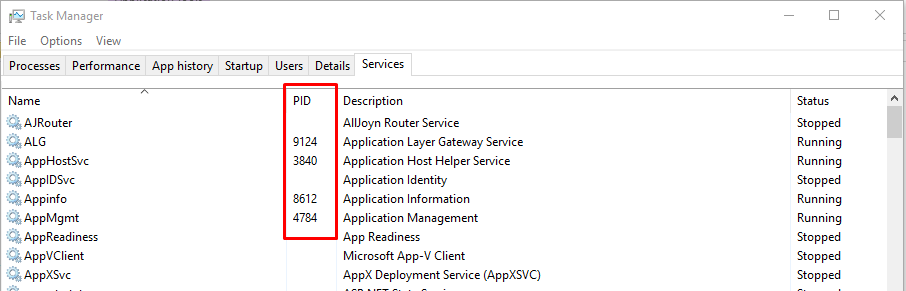 Task Manager
File Options View
Processes Performance App history Startup Users Details Services
Name PID Description Status
AJRouter AllJoyn Router Service Stopped
ALG 9124 Application Layer Gateway Service Running
AppHostSvc 3840 Application Host Helper Service Running
AppIDSvc Application Identity Stopped
Appinfo 8612 Application Information Running
AppMgmt 4784 Application Management Running
AppReadiness App Readiness Stopped
AppVClient Microsoft App-V Client Stopped
AppXSvc AppX Deployment Service (AppXSVC) Stopped